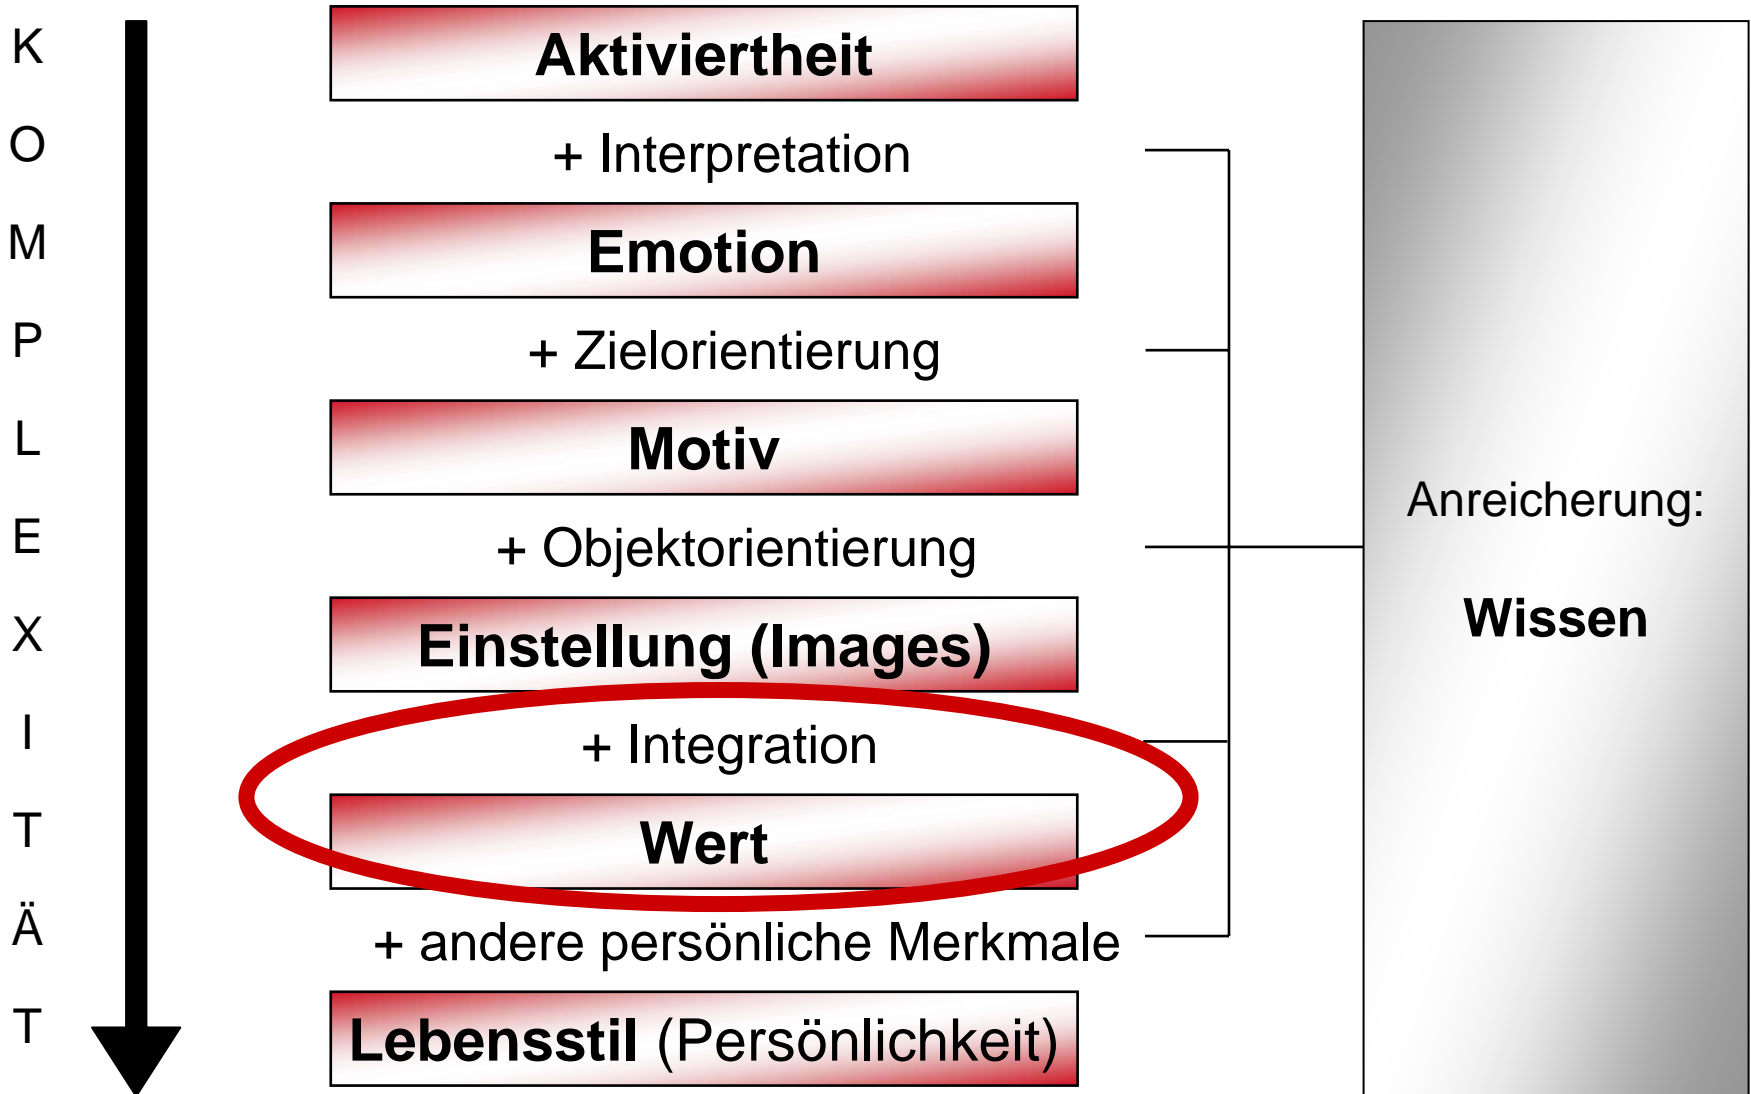 K
O
M
P
L
E
X
I
T
Ä
T
Aktiviertheit
+ Interpretation
Emotion
+ Zielorientierung
Motiv
+ Objektorientierung
Einstellung (Images)
+ Integration
Wert
+ andere persönliche Merkmale
Lebensstil (Persönlichkeit)
Anreicherung:
Wissen